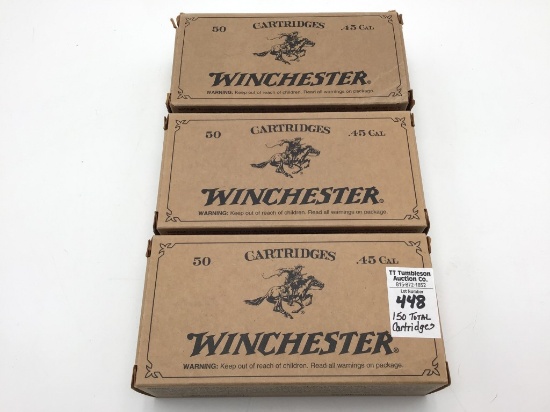 50 CARTRIDGES .45 CAL
WINCHESTER®
WARNING: Keep out of reach of children. Read all warnings on package.
50 CARTRIDGES .45 CAL
WINCHESTER®
WARNING: Keep out of reach of children. Read all warnings on package.
50 CARTRIDGES .45 CAL
WINCHESTER®
WARNING: Keep out of reach of children. Read all warnings on package.
TT Tumbleson
Auction Co.
Lot Number
448
150 TOTAL
Cartridges